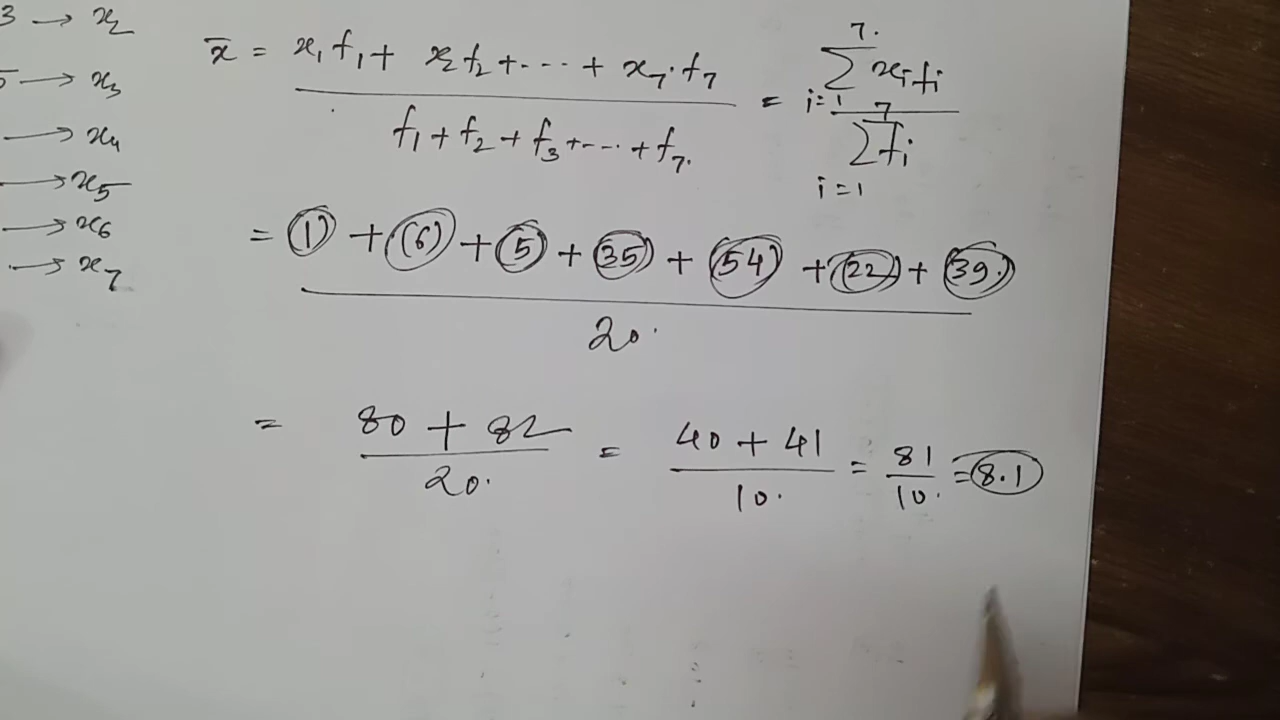 3 → x₂
5 → x₃
→ x₄
→ x₅
→ x₆
→ x₇
x̄ = x₁f₁ + x₂f₂ + ··· + x₇·f₇ / f₁ + f₂ + f₃ + ··· + f₇. = 7. ∑ i=1 xᵢfᵢ / 7 ∑ i=1 fᵢ
= 1 + (6) + 5 + 35 + 54 + 22 + 39. / 20.
= 80 + 82 / 20. = 40 + 41 / 10. = 81 / 10. = 8.1